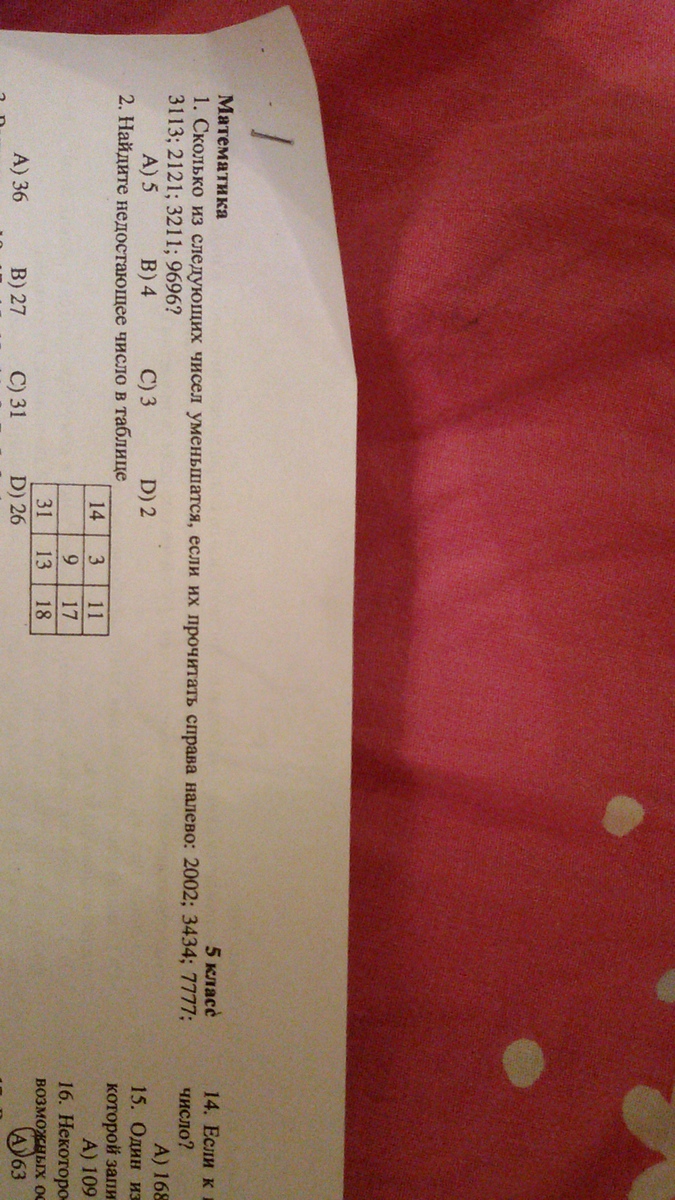 Математика
5 класс
1. Сколько из следующих чисел уменьшатся, если их прочитать справа налево: 2002; 3434; 7777;
3113; 2121; 3211; 9696?
A) 5 B) 4 C) 3 D) 2
2. Найдите недостающее число в таблице
14 3 11
9 17
31 13 18
A) 36 B) 27 C) 31 D) 26
14. Если к
число?
A) 168
15. Один из
которой запи
A) 109
16. Некоторо
возможных ос
A) 63